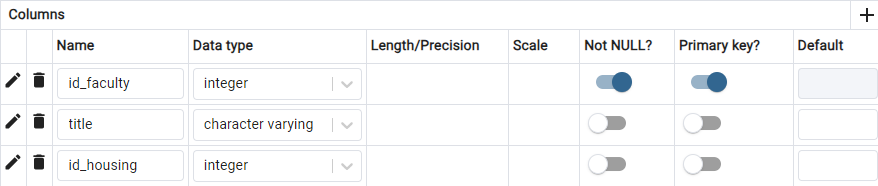 Columns
Name Data type Length/Precision Scale Not NULL? Primary key? Default
id_faculty integer
title character varying
id_housing integer